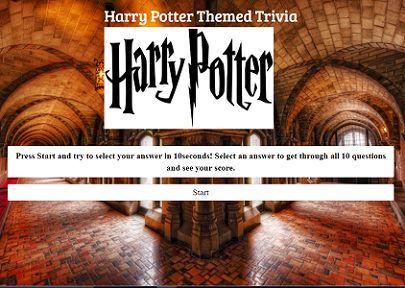 Harry Potter Themed Trivia
Harry Potter
Press Start and try to select your answer in 10seconds! Select an answer to get through all 10 questions
and see your score.
Start